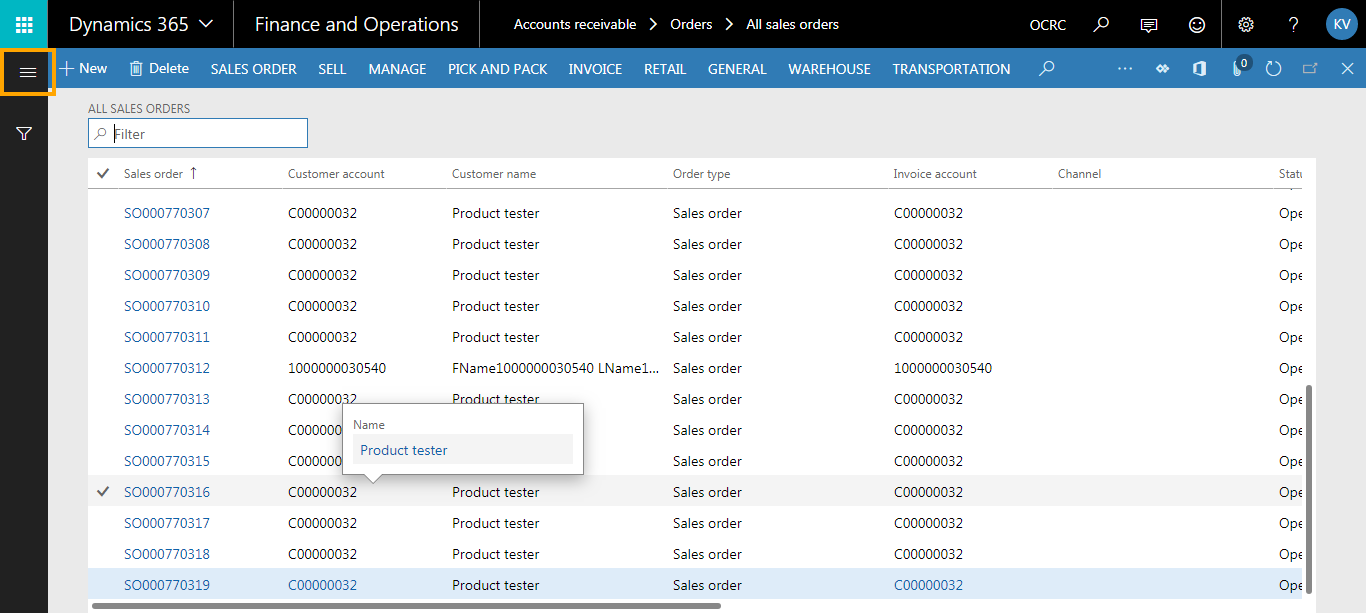 Dynamics 365 Finance and Operations Accounts receivable Orders All sales orders OCRC ? KV
New Delete SALES ORDER SELL MANAGE PICK AND PACK INVOICE RETAIL GENERAL WAREHOUSE TRANSPORTATION ... 0
ALL SALES ORDERS
Filter
Sales order ↑ Customer account Customer name Order type Invoice account Channel Statu
SO000770307 C00000032 Product tester Sales order C00000032 Ope
SO000770308 C00000032 Product tester Sales order C00000032 Ope
SO000770309 C00000032 Product tester Sales order C00000032 Ope
SO000770310 C00000032 Product tester Sales order C00000032 Ope
SO000770311 C00000032 Product tester Sales order C00000032 Ope
SO000770312 1000000030540 FName1000000030540 LName1... Sales order 1000000030540 Ope
SO000770313 C00000032 Product tester Sales order C00000032 Ope
SO000770314 C00000 Sales order C00000032 Ope
Name
Product tester
SO000770315 C00000 Sales order C00000032 Ope
SO000770316 C00000032 Product tester Sales order C00000032 Ope
SO000770317 C00000032 Product tester Sales order C00000032 Ope
SO000770318 C00000032 Product tester Sales order C00000032 Ope
SO000770319 C00000032 Product tester Sales order C00000032 Ope